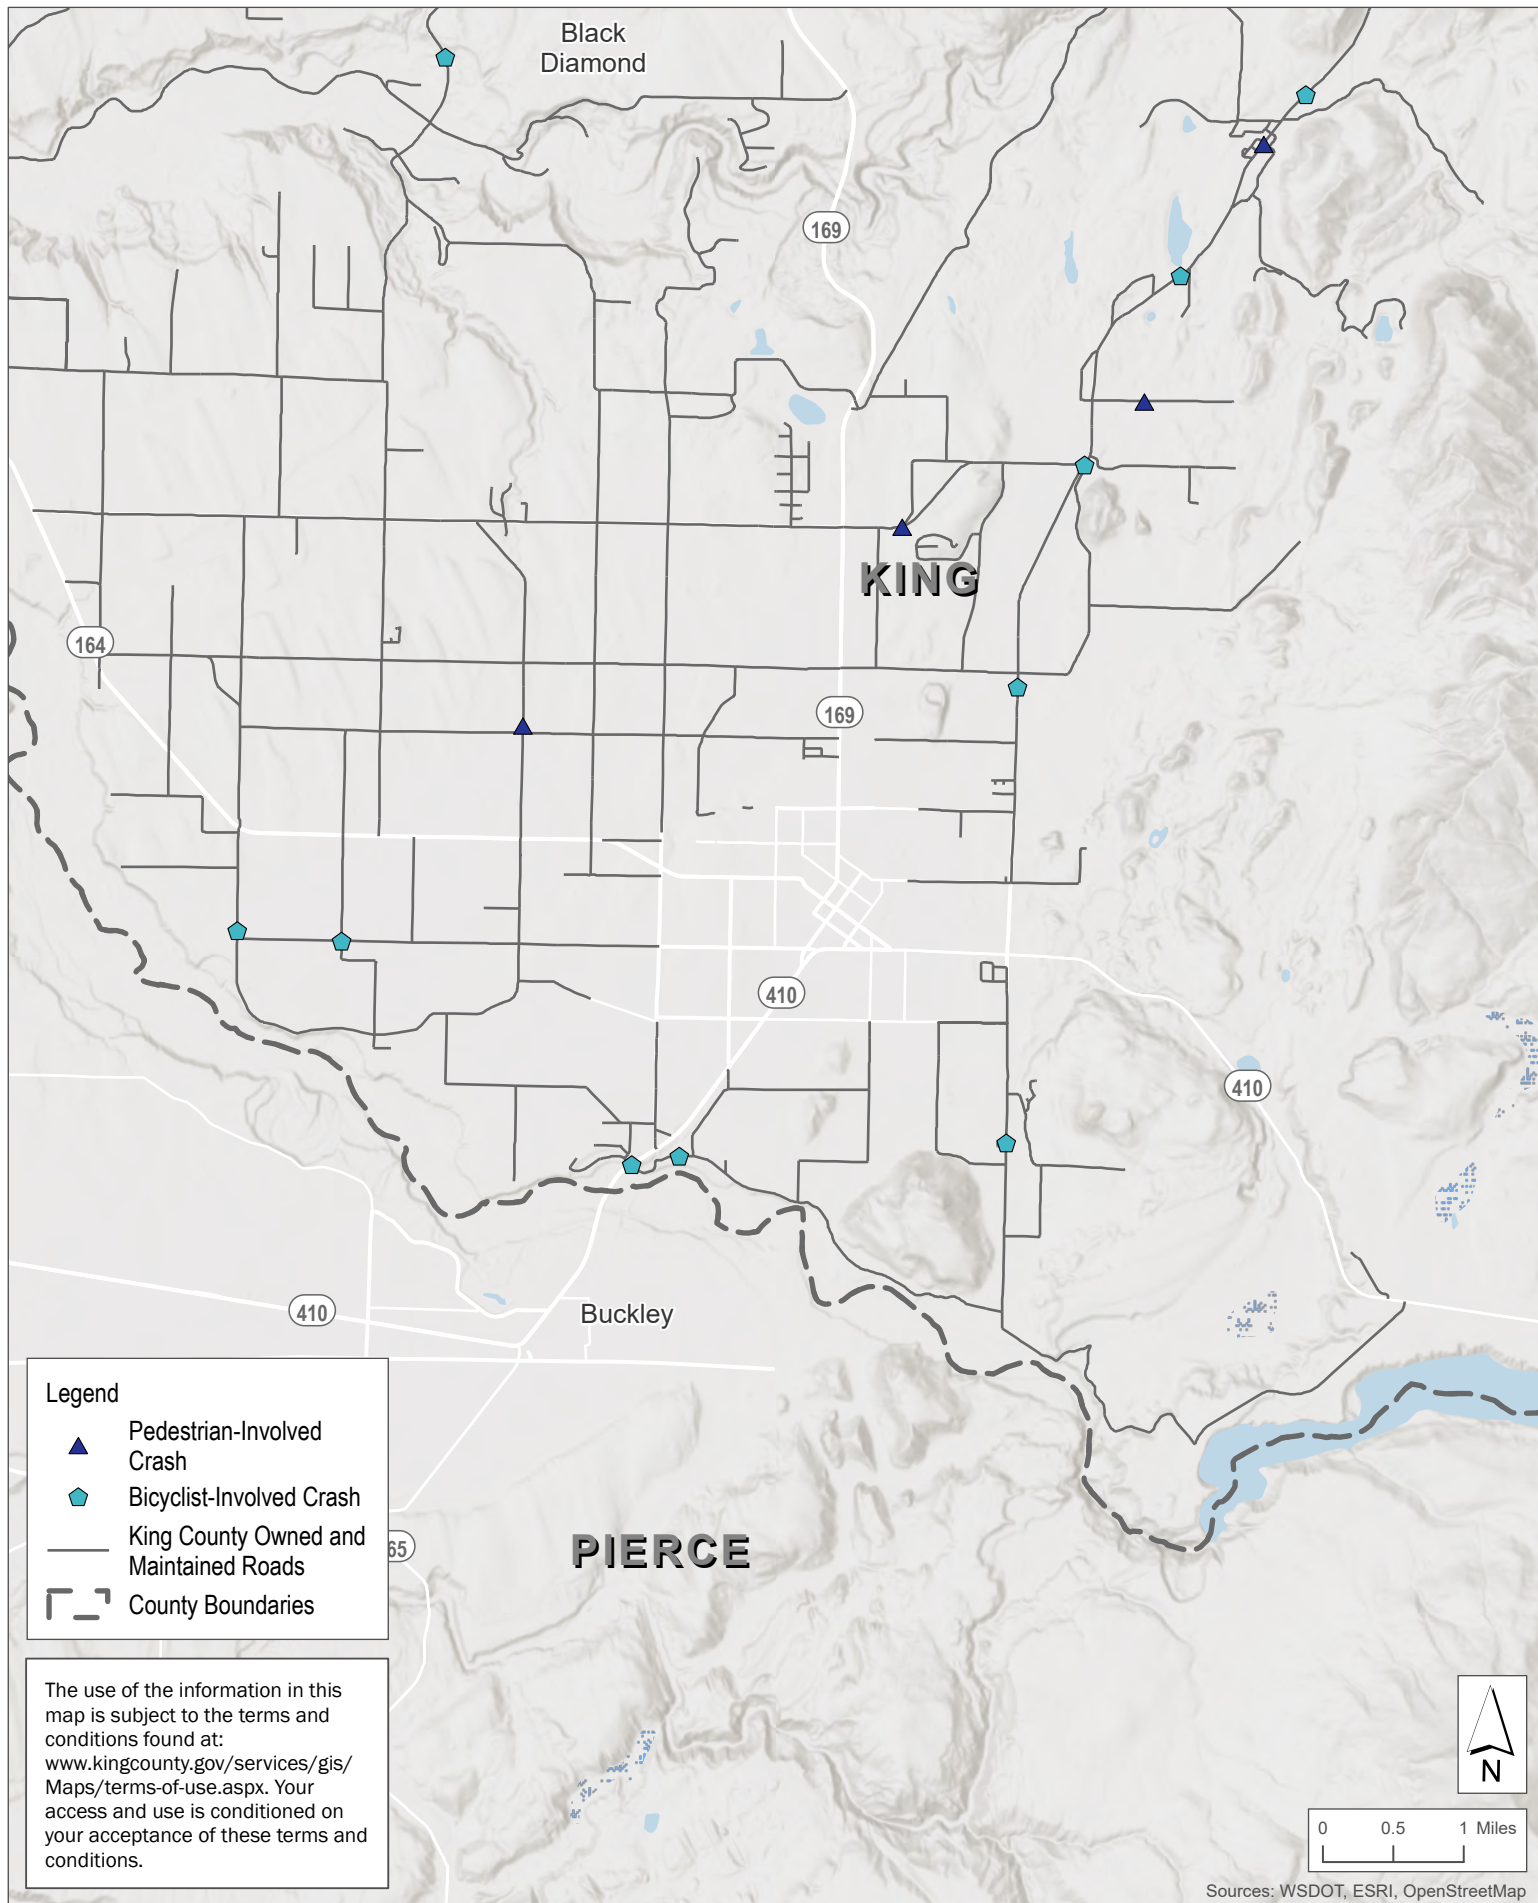 Black
Diamond
169
KING
164
169
410
410
410
Buckley
Legend
Pedestrian-Involved
Crash
Bicyclist-Involved Crash
King County Owned and
Maintained Roads
County Boundaries
65
PIERCE
The use of the information in this
map is subject to the terms and
conditions found at:
www.kingcounty.gov/services/gis/
Maps/terms-of-use.aspx. Your
access and use is conditioned on
your acceptance of these terms and
conditions.
N
0 0.5 1 Miles
Sources: WSDOT, ESRI, OpenStreetMap